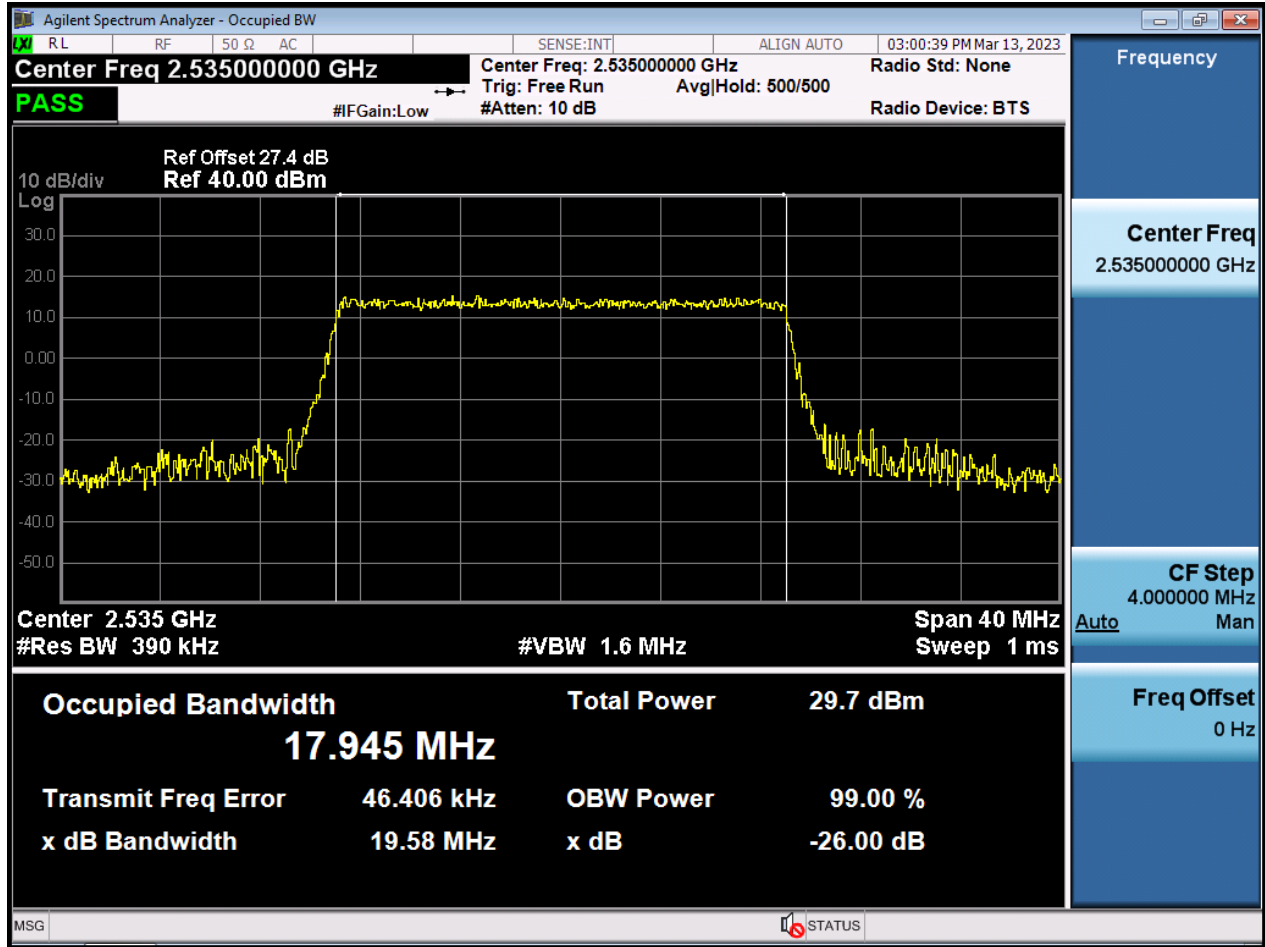 Agilent Spectrum Analyzer - Occupied BW
LXI RL RF 50 Ω AC SENSE:INT ALIGN AUTO 03:00:39 PM Mar 13, 2023
Center Freq 2.535000000 GHz
PASS
#IFGain:Low
Center Freq: 2.535000000 GHz
Trig: Free Run Avg|Hold: 500/500
#Atten: 10 dB
Radio Std: None
Radio Device: BTS
Ref Offset 27.4 dB
10 dB/div Ref 40.00 dBm
Log
30.0
20.0
10.0
0.00
-10.0
-20.0
-30.0
-40.0
-50.0
Center 2.535 GHz Span 40 MHz
#Res BW 390 kHz #VBW 1.6 MHz Sweep 1 ms
Occupied Bandwidth Total Power 29.7 dBm
17.945 MHz
Transmit Freq Error 46.406 kHz OBW Power 99.00 %
x dB Bandwidth 19.58 MHz x dB -26.00 dB
MSG STATUS
Frequency
Center Freq
2.535000000 GHz
CF Step
4.000000 MHz
Auto Man
Freq Offset
0 Hz